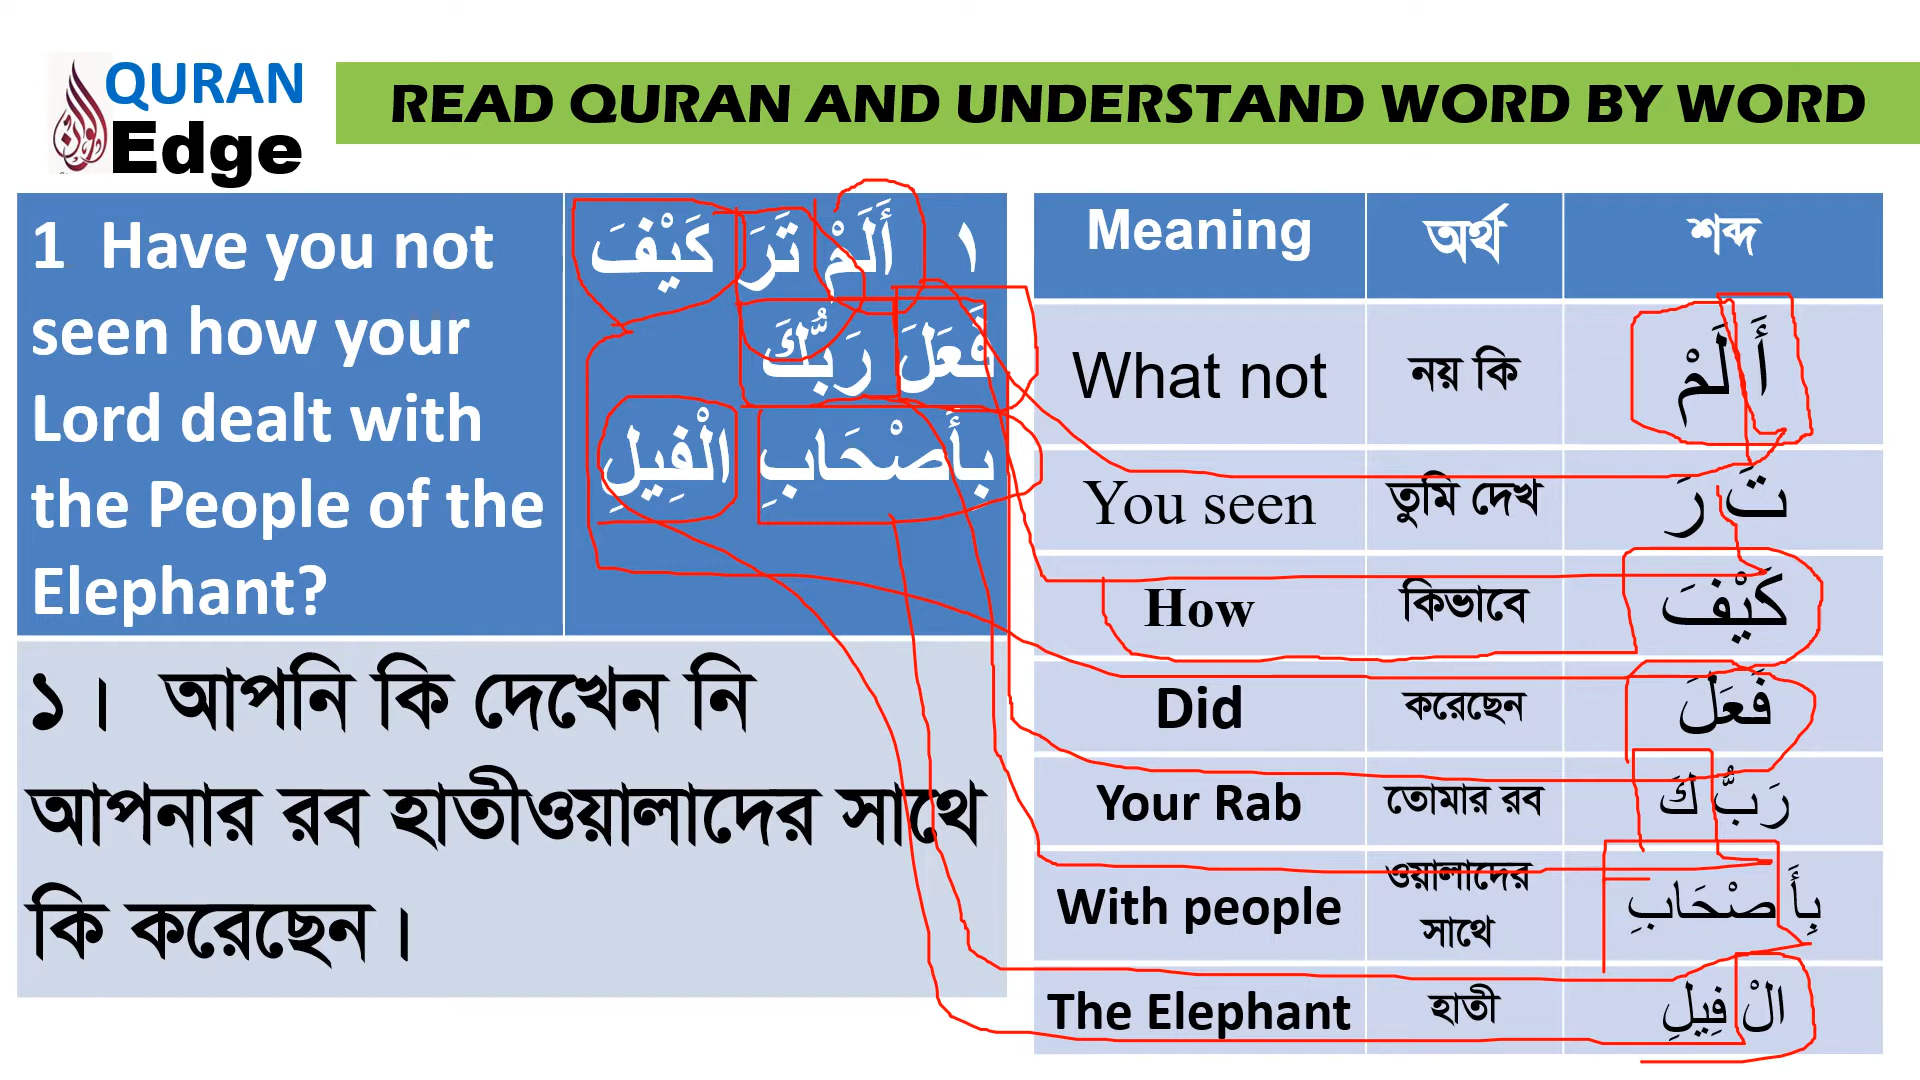 QURAN
Edge
READ QURAN AND UNDERSTAND WORD BY WORD
1 Have you not
seen how your
Lord dealt with
the People of the
Elephant?
١ أَلَمْ تَرَ كَيْفَ
فَعَلَ رَبُّكَ
بِأَصْحَابِ الْفِيلِ
১। আপনি কি দেখেন নি
আপনার রব হাতীওয়ালাদের সাথে
কি করেছেন।
Meaning অর্থ শব্দ
What not নয় কি أَ لَمْ
You seen তুমি দেখ تَ رَ
How কিভাবে كَيْفَ
Did করেছেন فَعَلَ
Your Rab তোমার রব رَبُّ كَ
With people ওয়ালাদের সাথে بِأَ صْحَابِ
The Elephant হাতী الْ فِيلِ